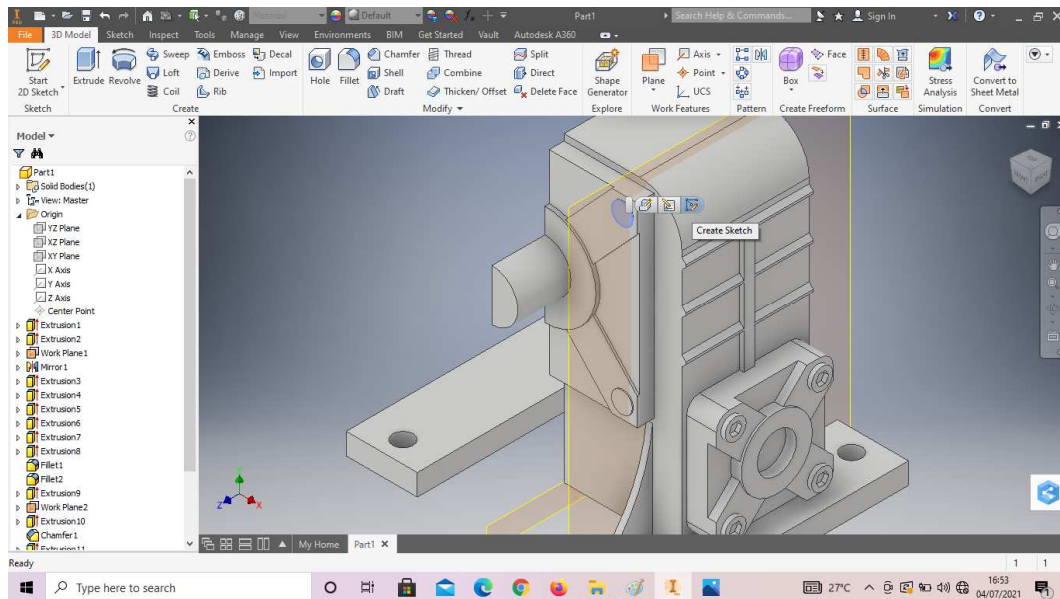 Material
Default
Part1
Search Help & Commands...
Sign In
File 3D Model Sketch Inspect Tools Manage View Environments BIM Get Started Vault Autodesk A360
Start
2D Sketch
Extrude Revolve
Sweep Emboss Decal
Loft Derive Import
Coil Rib
Hole Fillet
Chamfer Thread Split
Shell Combine Direct
Draft Thicken/ Offset Delete Face
Shape
Generator
Plane
Axis
Point
UCS
Box
Face
Stress
Analysis
Convert to
Sheet Metal
Sketch Create Modify Explore Work Features Pattern Create Freeform Surface Simulation Convert
Model
Part1
Solid Bodies(1)
View: Master
Origin
YZ Plane
XZ Plane
XY Plane
X Axis
Y Axis
Z Axis
Center Point
Extrusion1
Extrusion2
Work Plane1
Mirror1
Extrusion3
Extrusion4
Extrusion5
Extrusion6
Extrusion7
Extrusion8
Fillet1
Fillet2
Extrusion9
Work Plane2
Extrusion10
Chamfer1
Extrusion11
Create Sketch
Z X
My Home Part1
Ready 1 1
Type here to search
27°C
16:53
04/07/2021